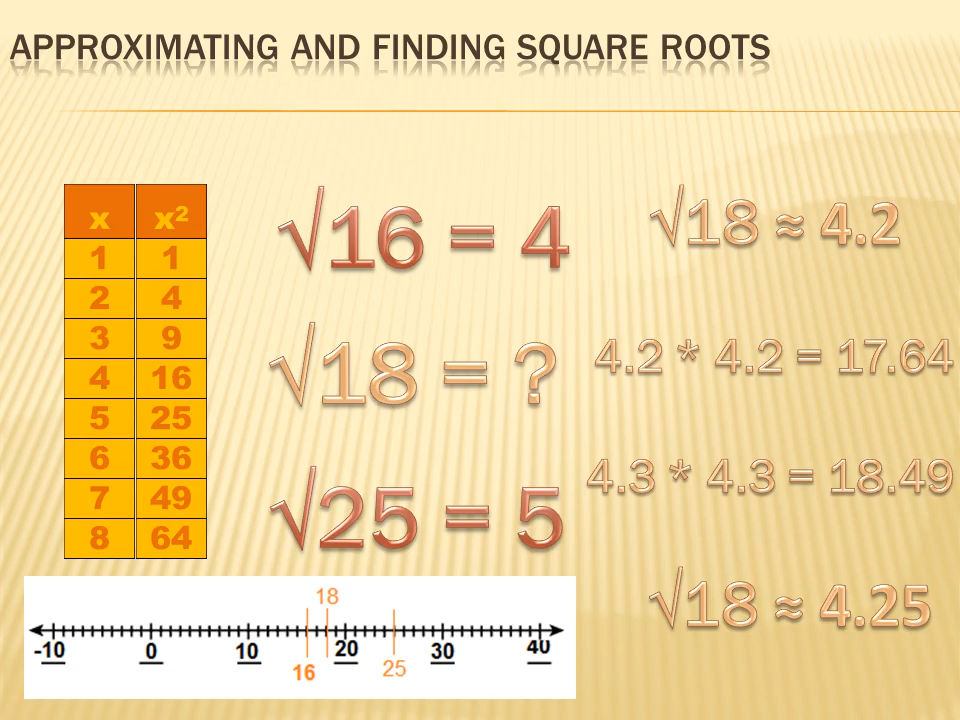 APPROXIMATING AND FINDING SQUARE ROOTS
x x²
1 1
2 4
3 9
4 16
5 25
6 36
7 49
8 64
√16 = 4
√18 = ?
√25 = 5
√18 ≈ 4.2
4.2 * 4.2 = 17.64
4.3 * 4.3 = 18.49
√18 ≈ 4.25
18
-10 0 10 20 30 40
16 25